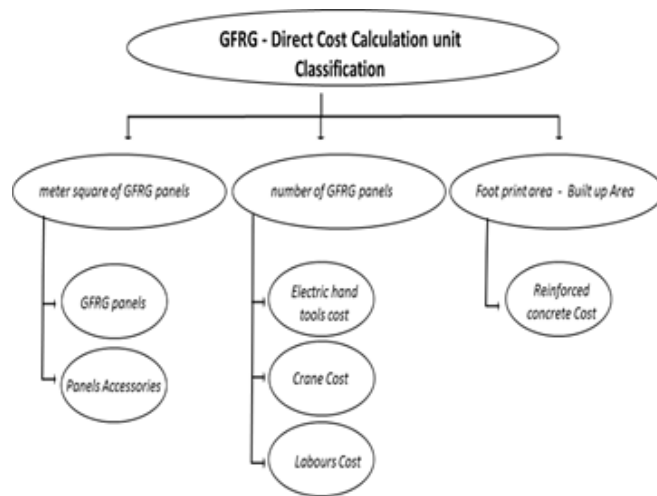 GFRG - Direct Cost Calculation unit
Classification
meter square of GFRG panels
number of GFRG panels
Foot print area - Built up Area
GFRG panels
Panels Accessories
Electric hand
tools cost
Crane Cost
Labours Cost
Reinforced
concrete Cost